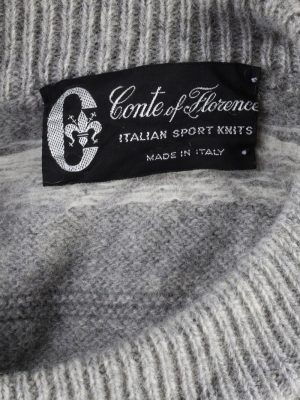 C
Conte of Florence
ITALIAN SPORT KNITS
MADE IN ITALY